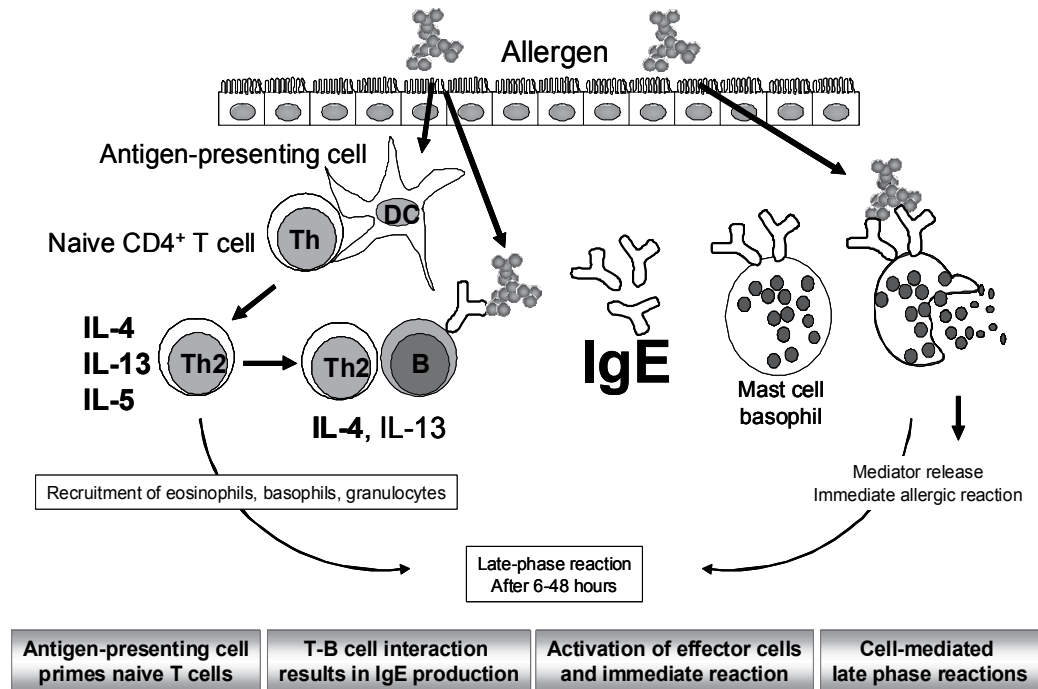 Allergen
Antigen-presenting cell
DC
Naive CD4⁺ T cell
Th
IL-4
IL-13
IL-5
Th2
Th2
B
IL-4, IL-13
IgE
Mast cell
basophil
Mediator release
Immediate allergic reaction
Recruitment of eosinophils, basophils, granulocytes
Late-phase reaction
After 6-48 hours
Antigen-presenting cell
primes naive T cells
T-B cell interaction
results in IgE production
Activation of effector cells
and immediate reaction
Cell-mediated
late phase reactions